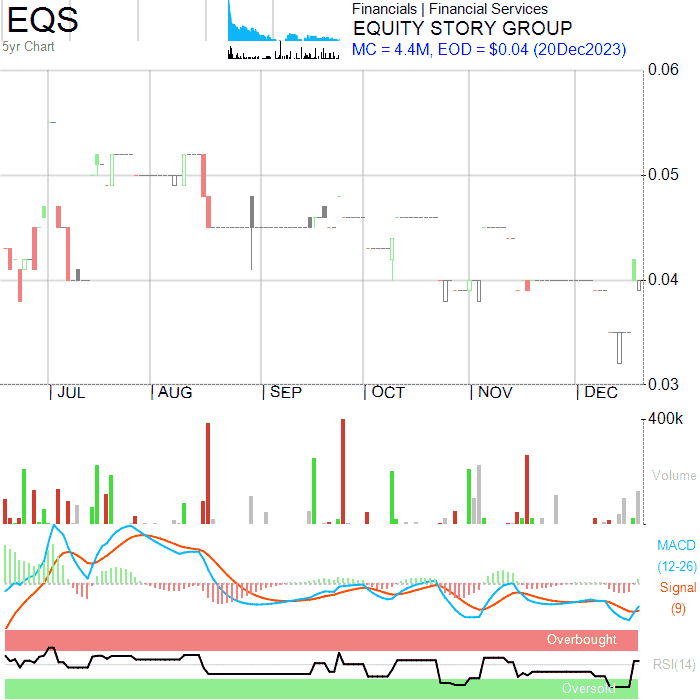 EQS
5yr Chart
Financials | Financial Services
EQUITY STORY GROUP
MC = 4.4M, EOD = $0.04 (20Dec2023)
0.06
0.05
0.04
0.03
JUL
AUG
SEP
OCT
NOV
DEC
400k
Volume
MACD
(12-26)
Signal
(9)
Overbought
RSI(14)
Oversold